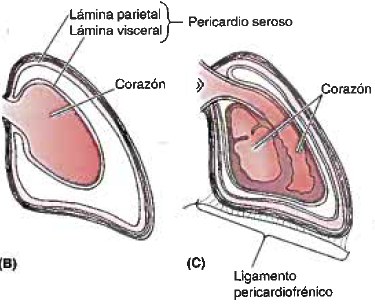 Lámina parietal
Lámina visceral
Pericardio seroso
Corazón
Corazón
(B)
(C)
Ligamento
pericardiofrénico